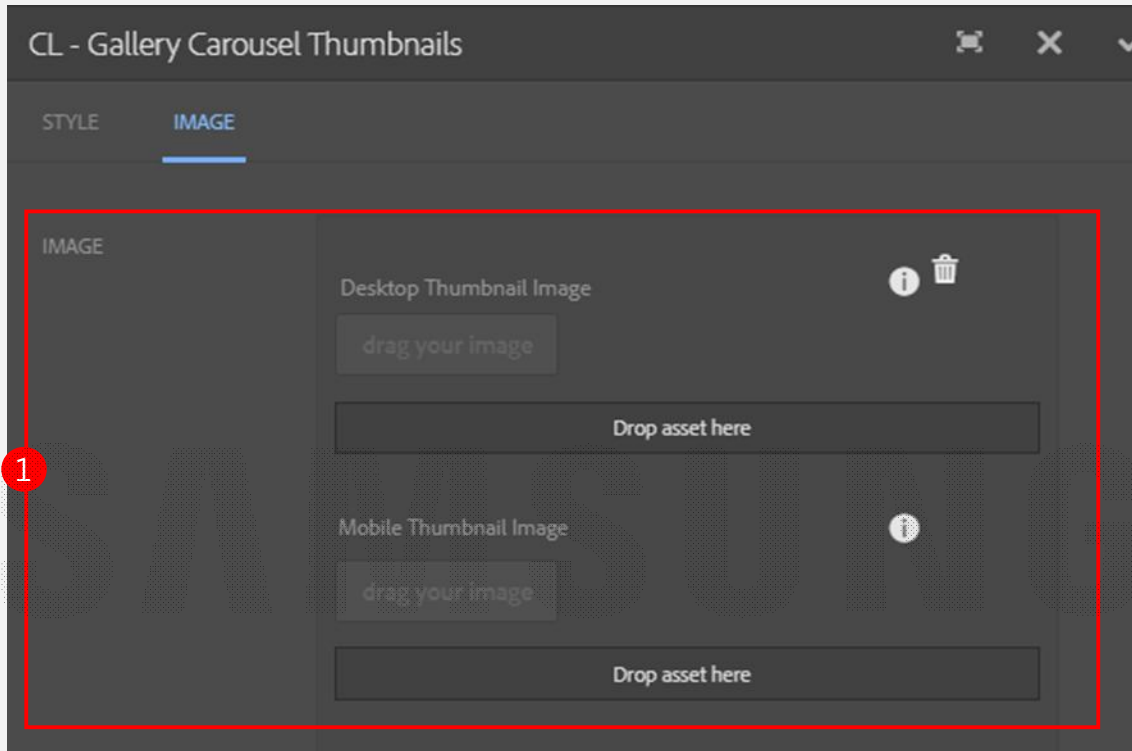 CL - Gallery Carousel Thumbnails
STYLE IMAGE
IMAGE
Desktop Thumbnail Image
drag your image
Drop asset here
1
SAMSUNG
Mobile Thumbnail Image
drag your image
Drop asset here